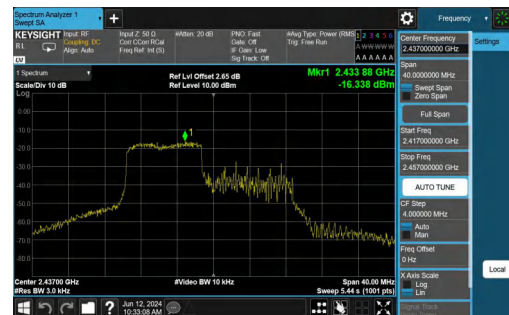 Spectrum Analyzer 1
Swept SA
Frequency
KEYSIGHT
RL
Input: RF
Coupling: DC
Align: Auto
Input Z: 50 Ω
Corr CCorr RCal
Freq Ref: Int (S)
#Atten: 20 dB
PNO: Fast
Gate: Off
IF Gain: Low
Sig Track: Off
#Avg Type: Power (RMS
Trig: Free Run
1 2 3 4 5 6
A W W W W W
A A A A A A
LXI
1 Spectrum
Scale/Div 10 dB
Log
Ref Lvl Offset 2.65 dB
Ref Level 10.00 dBm
Mkr1 2.433 88 GHz
-16.338 dBm
1
0.00
-10.0
-20.0
-30.0
-40.0
-50.0
-60.0
-70.0
-80.0
Center 2.43700 GHz
#Res BW 3.0 kHz
#Video BW 10 kHz
Span 40.00 MHz
Sweep 5.44 s (1001 pts)
Jun 12, 2024
10:33:08 AM
Center Frequency
2.437000000 GHz
Settings
Span
40.0000000 MHz
Swept Span
Zero Span
Full Span
Start Freq
2.417000000 GHz
Stop Freq
2.457000000 GHz
AUTO TUNE
CF Step
4.000000 MHz
Auto
Man
Freq Offset
0 Hz
X Axis Scale
Log
Lin
Signal Track
Local